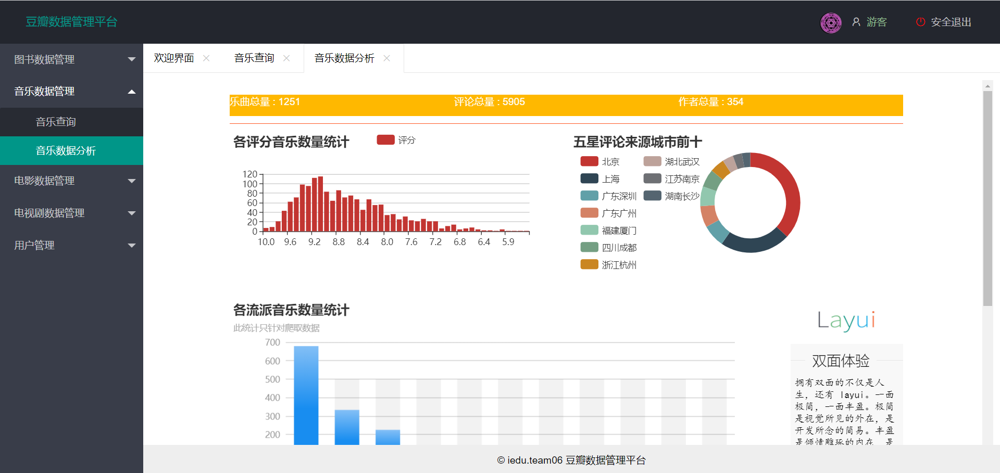 豆瓣数据管理平台
游客
安全退出
图书数据管理
音乐数据管理
音乐查询
音乐数据分析
电影数据管理
电视剧数据管理
用户管理
欢迎界面
音乐查询
音乐数据分析
乐曲总量 : 1251
评论总量 : 5905
作者总量 : 354
各评分音乐数量统计
评分
120
100
80
60
40
20
0
10.0 9.6 9.2 8.8 8.4 8.0 7.6 7.2 6.8 6.4 5.9
五星评论来源城市前十
北京
上海
广东深圳
广东广州
福建厦门
四川成都
浙江杭州
湖北武汉
江苏南京
湖南长沙
各流派音乐数量统计
此统计只针对爬取数据
700
600
500
400
300
200
Layui
双面体验
拥有双面的不仅是人
生，还有 layui。一面
极简，一面丰盈。极简
是视觉所见的外在，是
开发所念的简易。丰盈
是倾情雕琢的内在，是
© iedu.team06 豆瓣数据管理平台